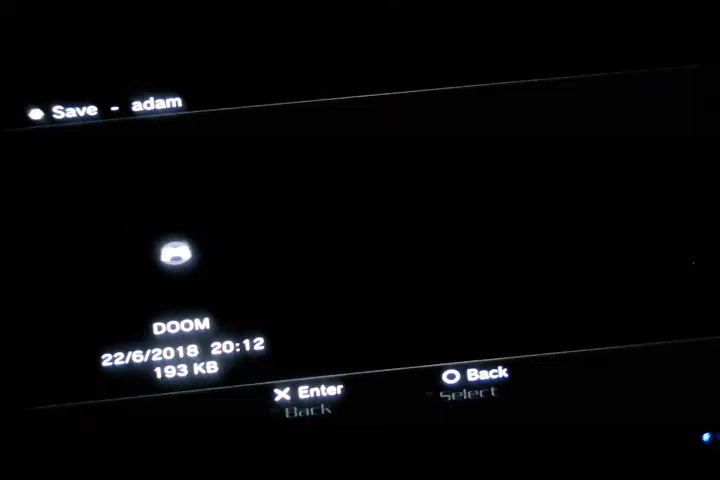 Save - adam
DOOM
22/6/2018 20:12
193 KB
Enter
Back
Back
Select